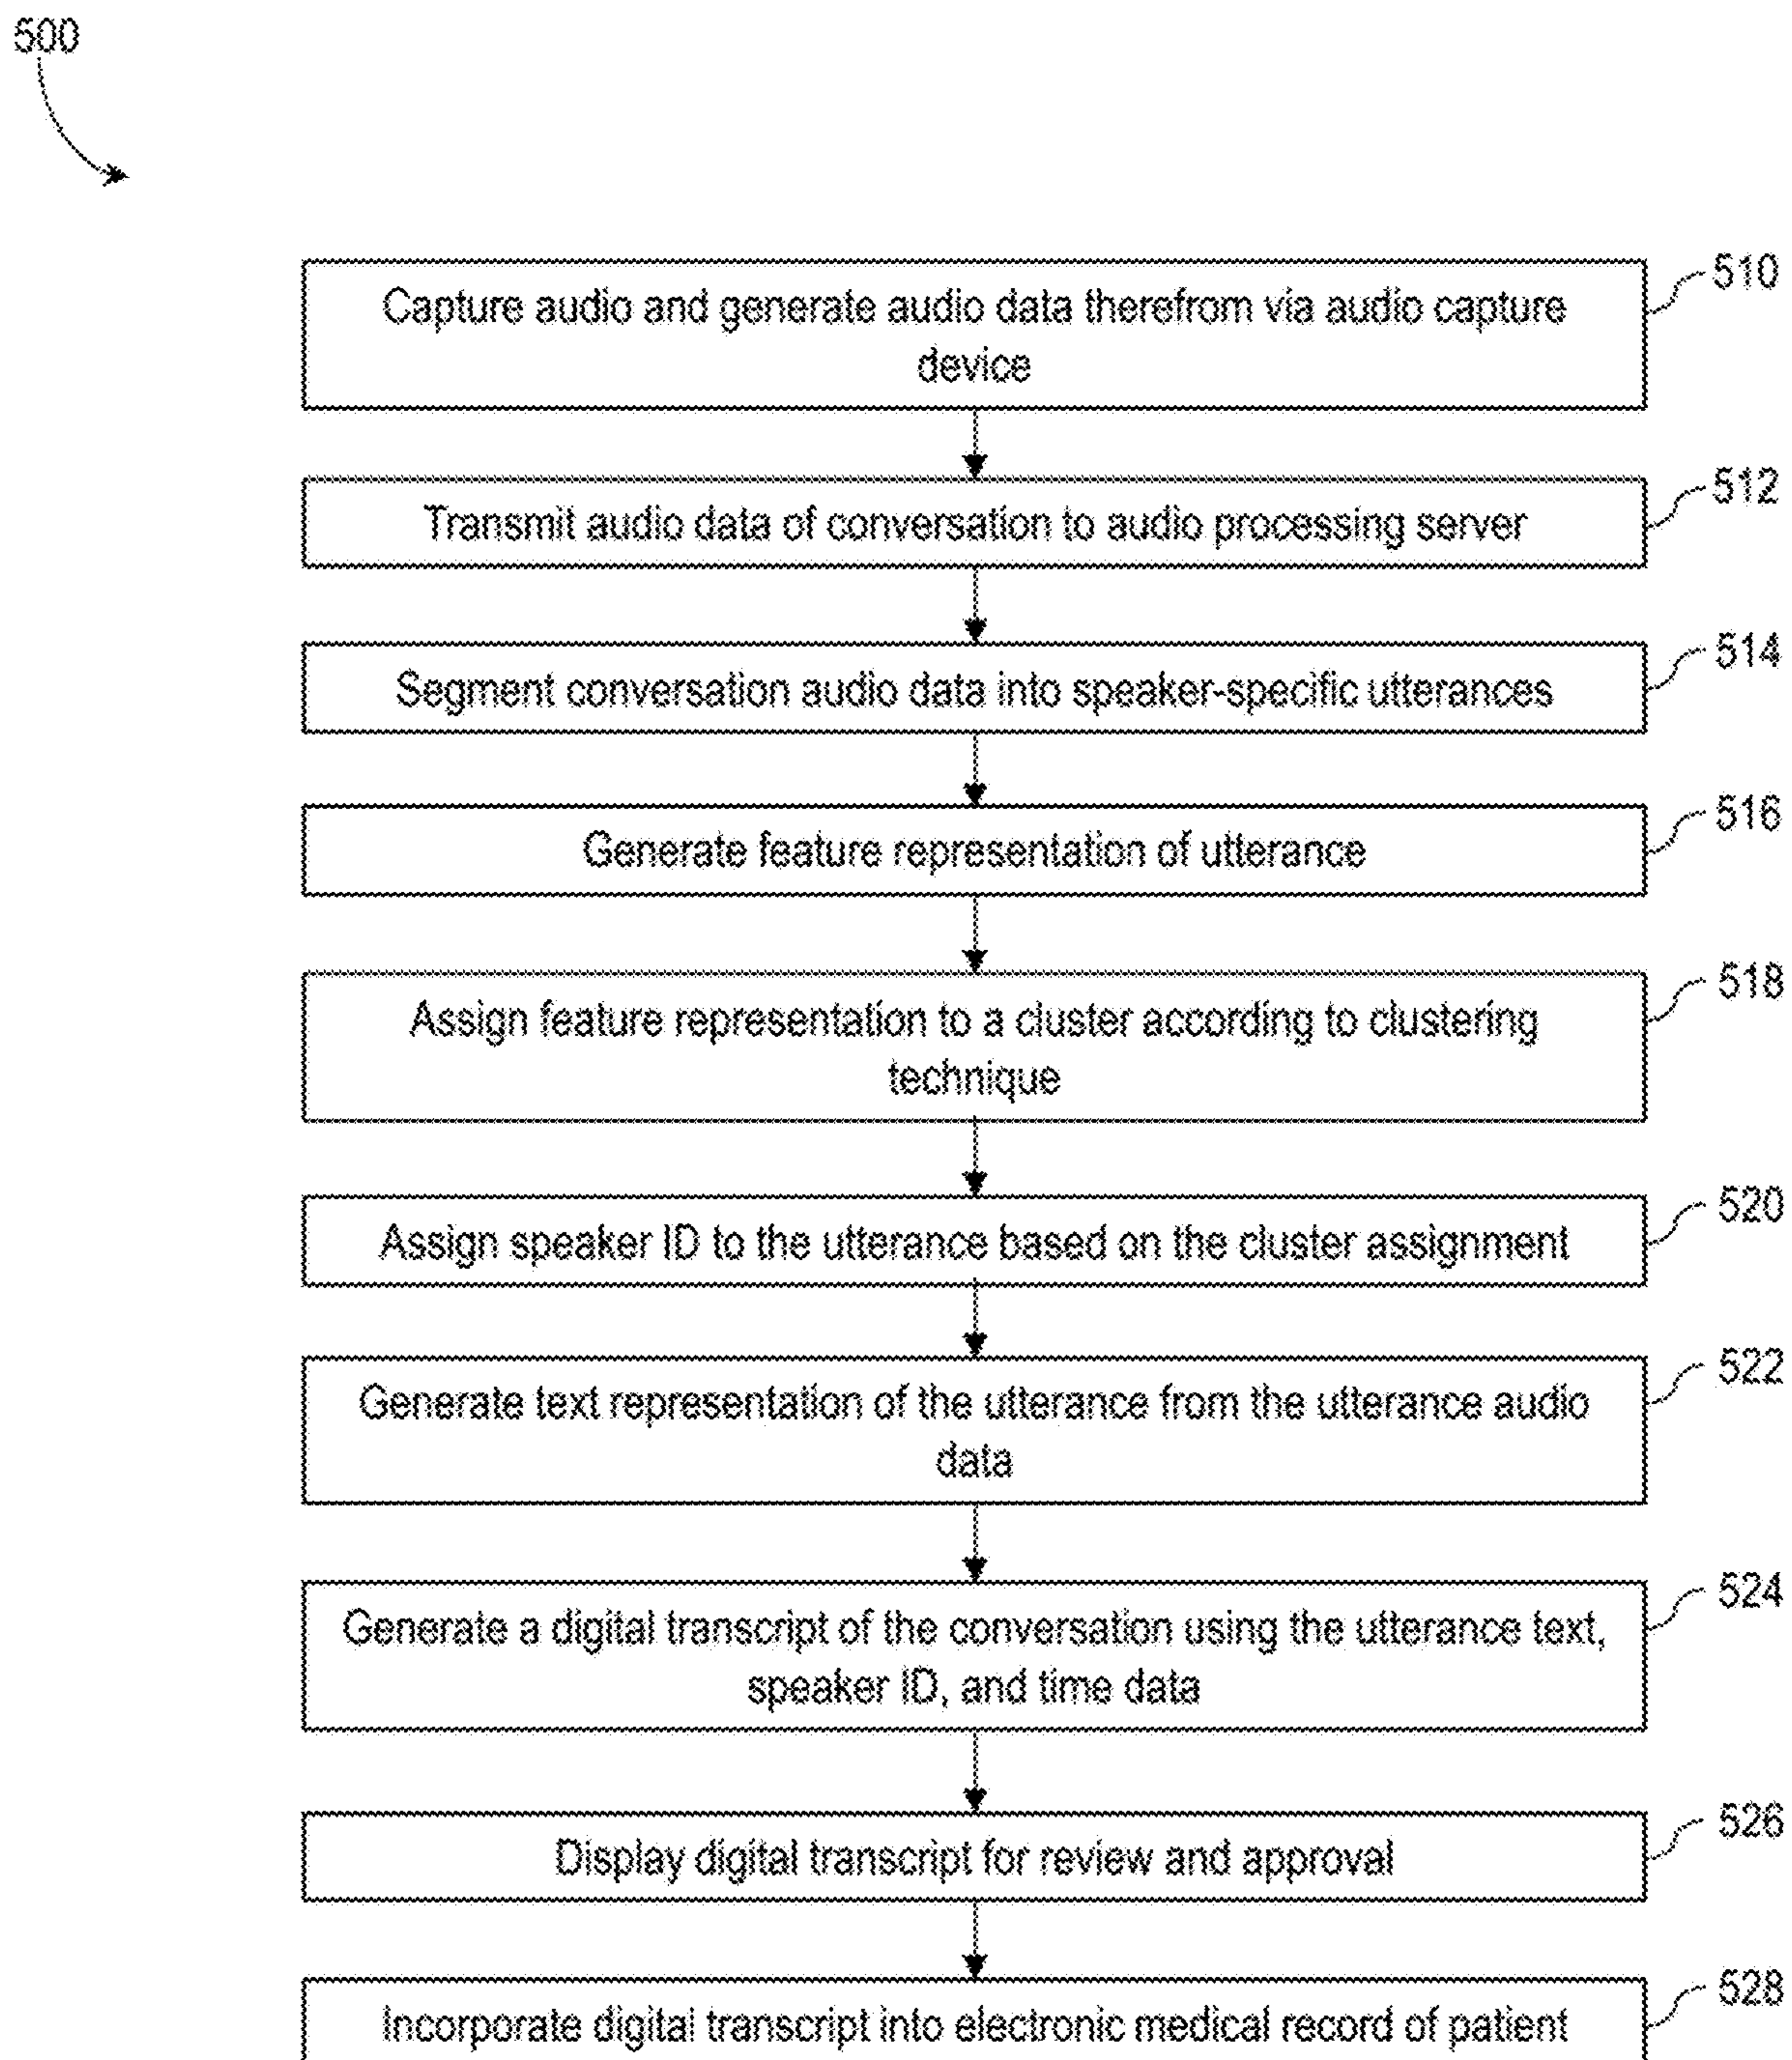 500
510
Capture audio and generate audio data therefrom via audio capture
device
512
Transmit audio data of conversation to audio processing server
514
Segment conversation audio data into speaker-specific utterances
516
Generate feature representation of utterance
518
Assign feature representation to a cluster according to clustering
technique
520
Assign speaker ID to the utterance based on the cluster assignment
522
Generate text representation of the utterance from the utterance audio
data
524
Generate a digital transcript of the conversation using the utterance text,
speaker ID, and time data
526
Display digital transcript for review and approval
528
Incorporate digital transcript into electronic medical record of patient